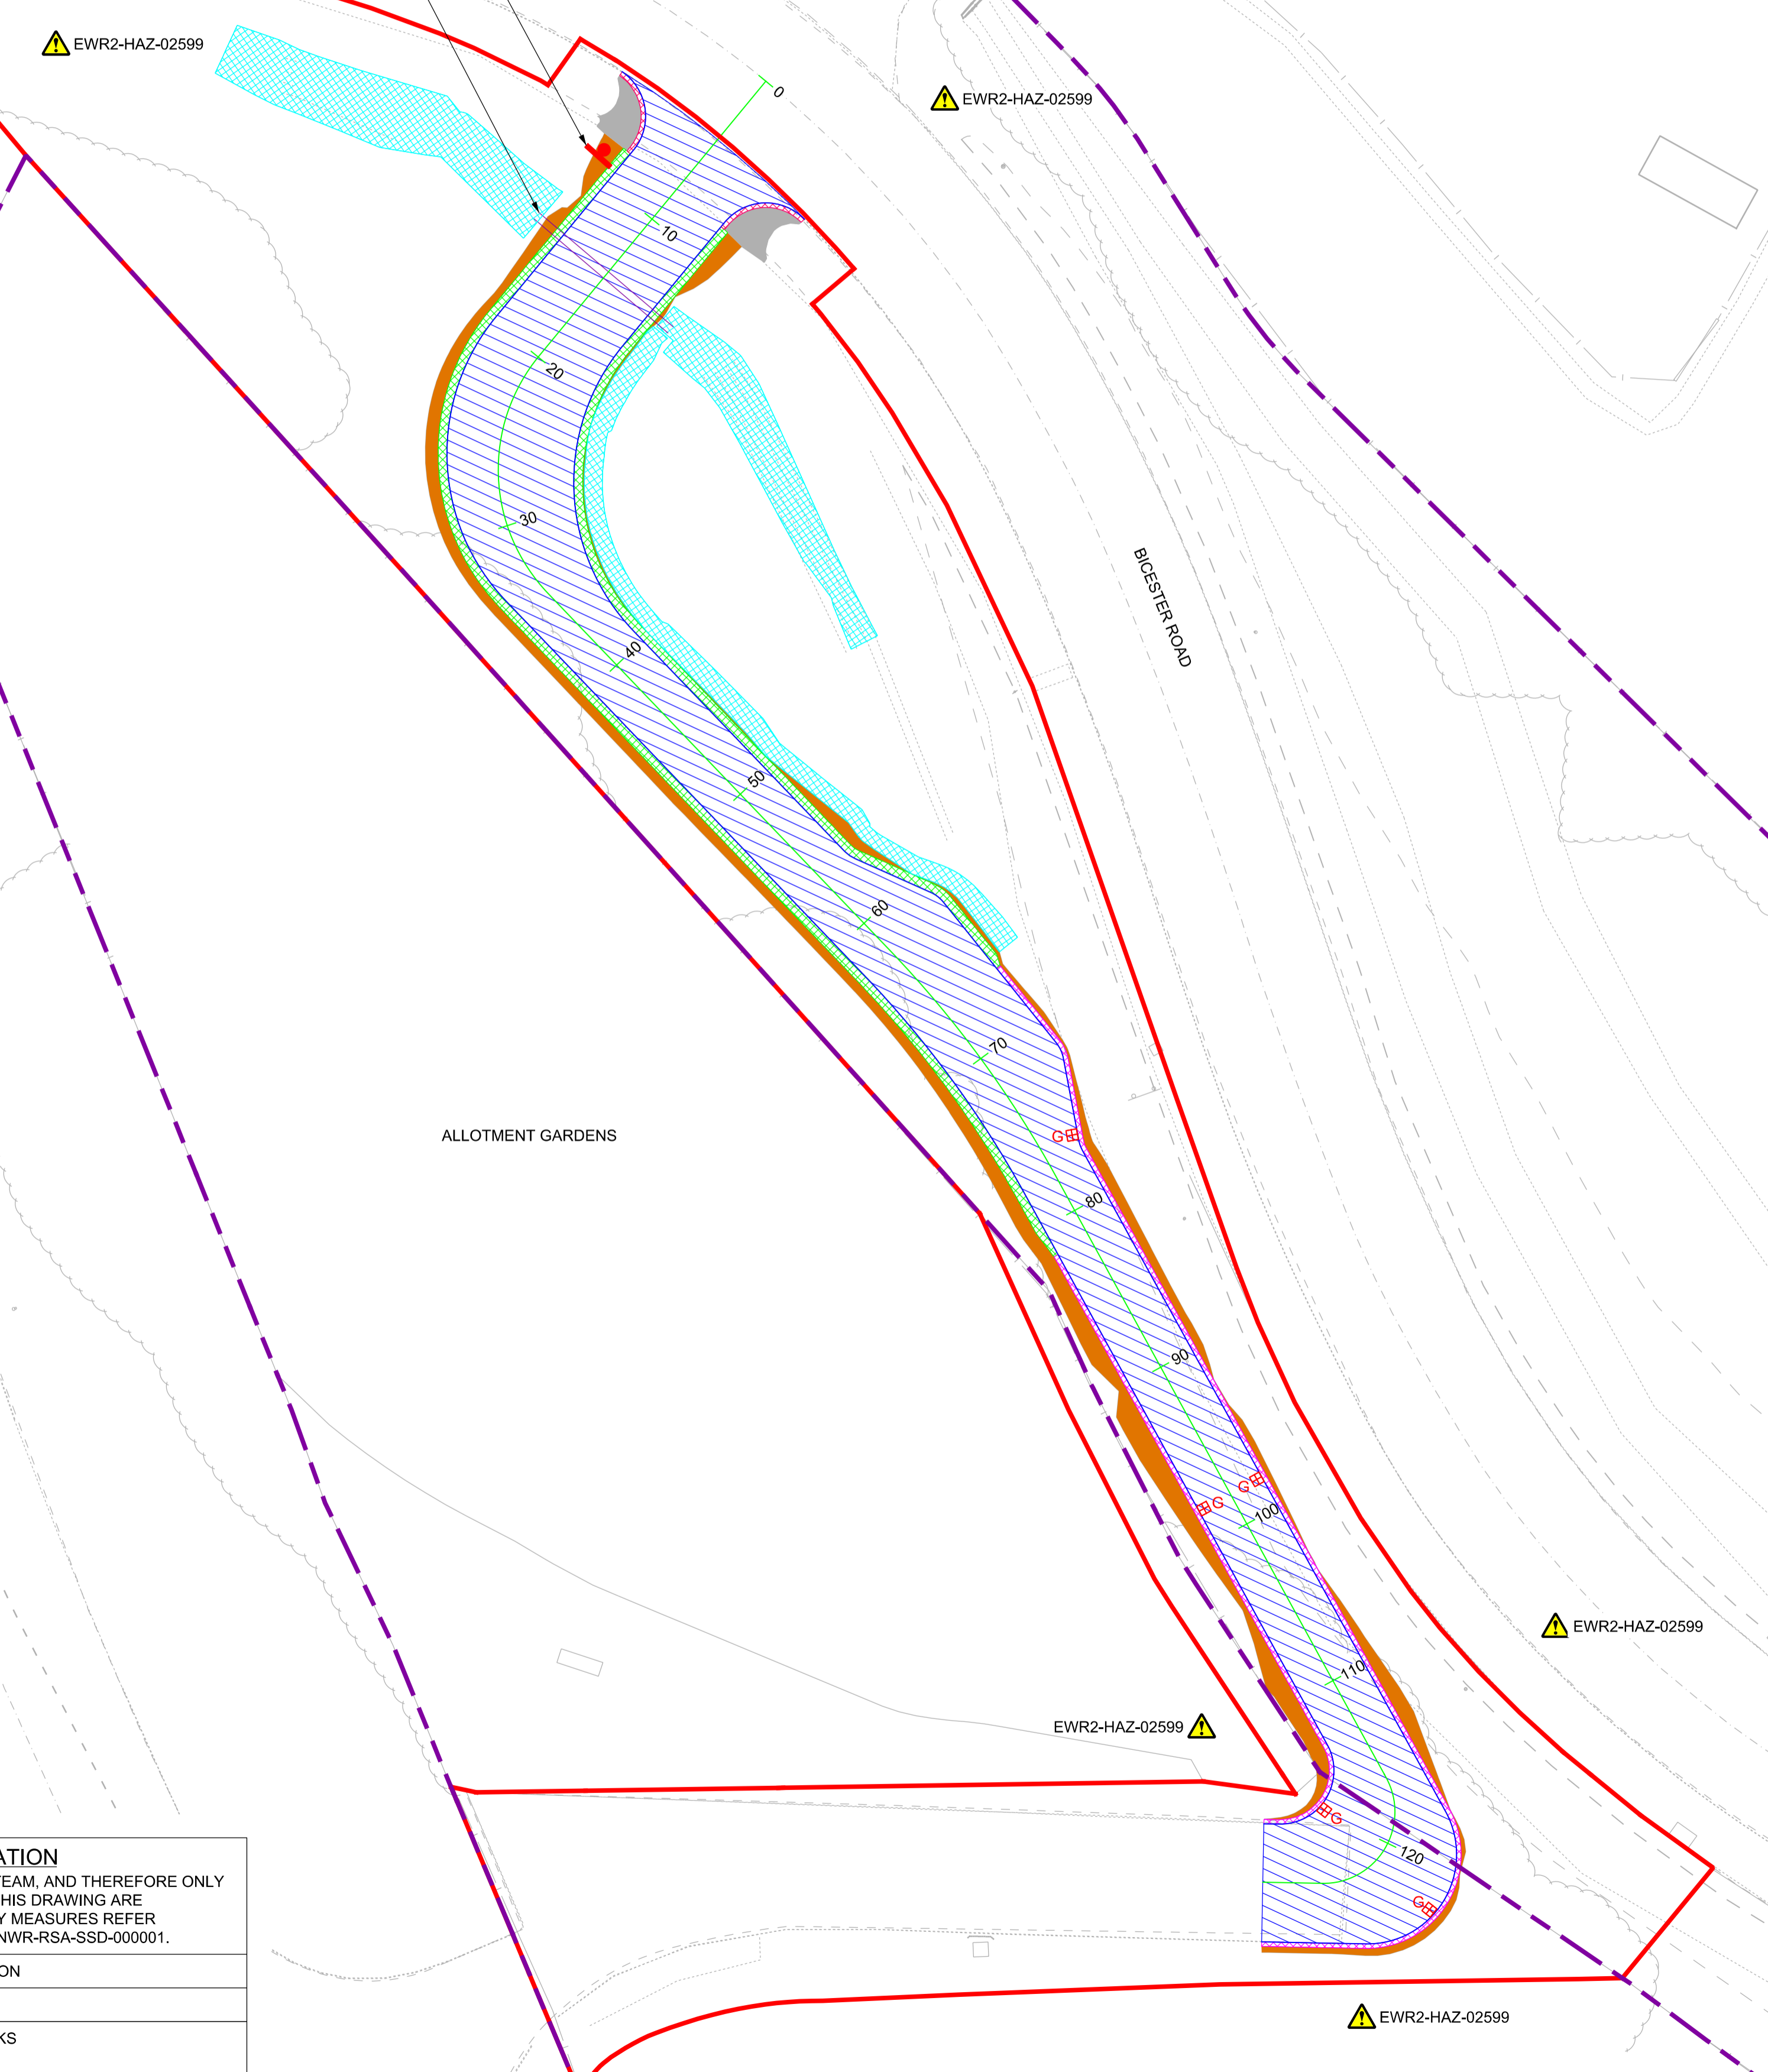 EWR2-HAZ-02599
EWR2-HAZ-02599
0
10
20
30
40
50
60
70
80
90
100
110
120
BICESTER ROAD
ALLOTMENT GARDENS
G
G
G
G
G
EWR2-HAZ-02599
EWR2-HAZ-02599
EWR2-HAZ-02599
ATION
TEAM, AND THEREFORE ONLY
THIS DRAWING ARE
Y MEASURES REFER
NWR-RSA-SSD-000001.
ON
KS